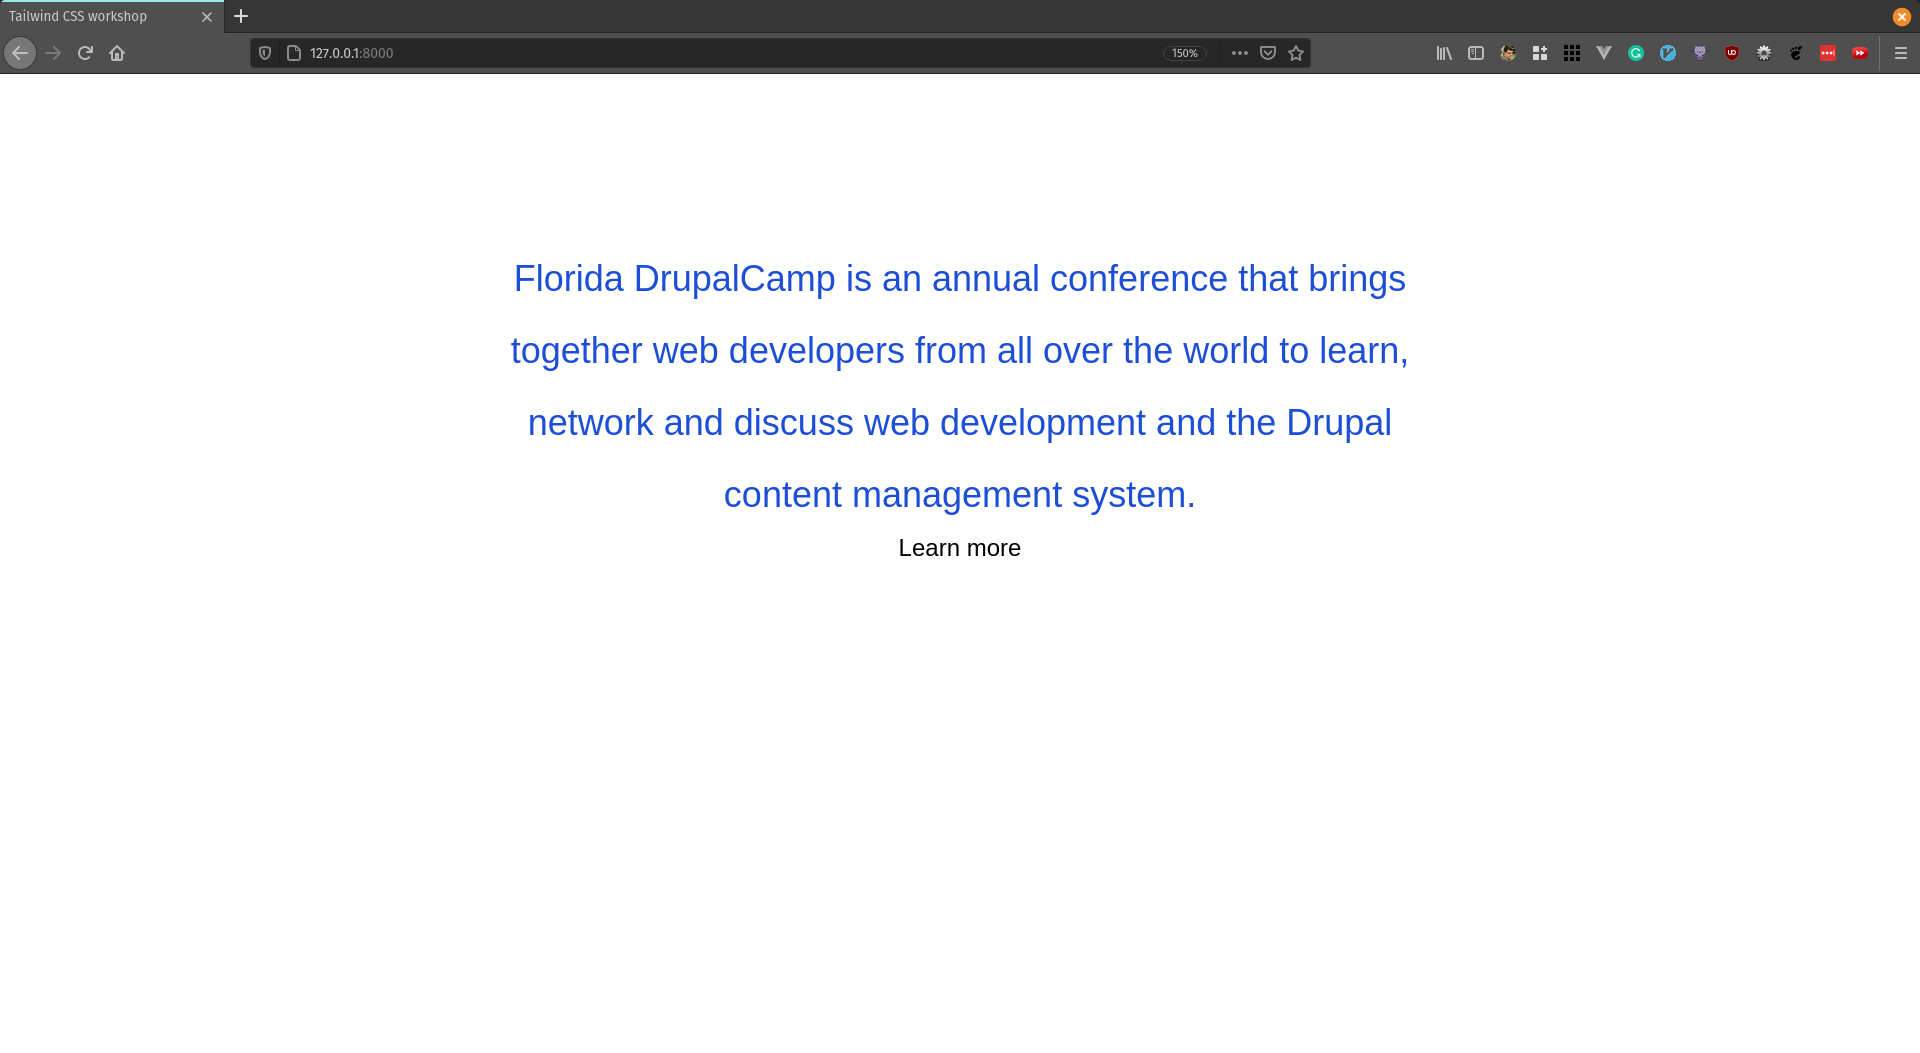 Tailwind CSS workshop
127.0.0.1:8000
150%
Florida DrupalCamp is an annual conference that brings
together web developers from all over the world to learn,
network and discuss web development and the Drupal
content management system.
Learn more